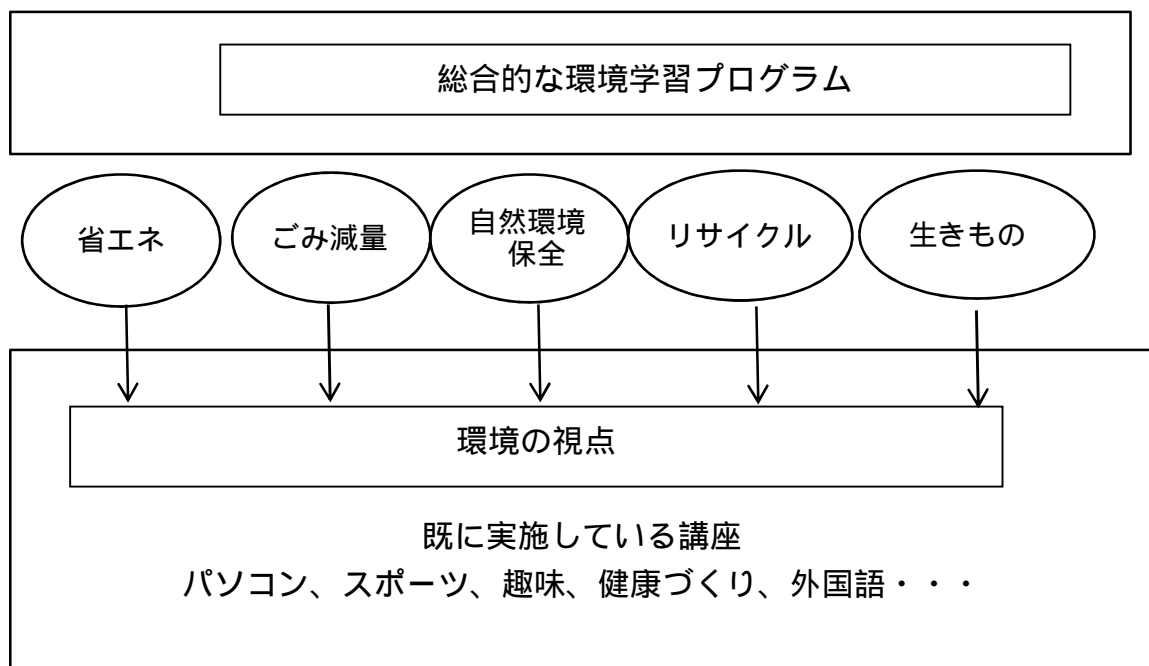 総合的な環境学習プログラム
省エネ
ごみ減量
自然環境
保全
リサイクル
生きもの
環境の視点
既に実施している講座
パソコン、スポーツ、趣味、健康づくり、外国語・・・